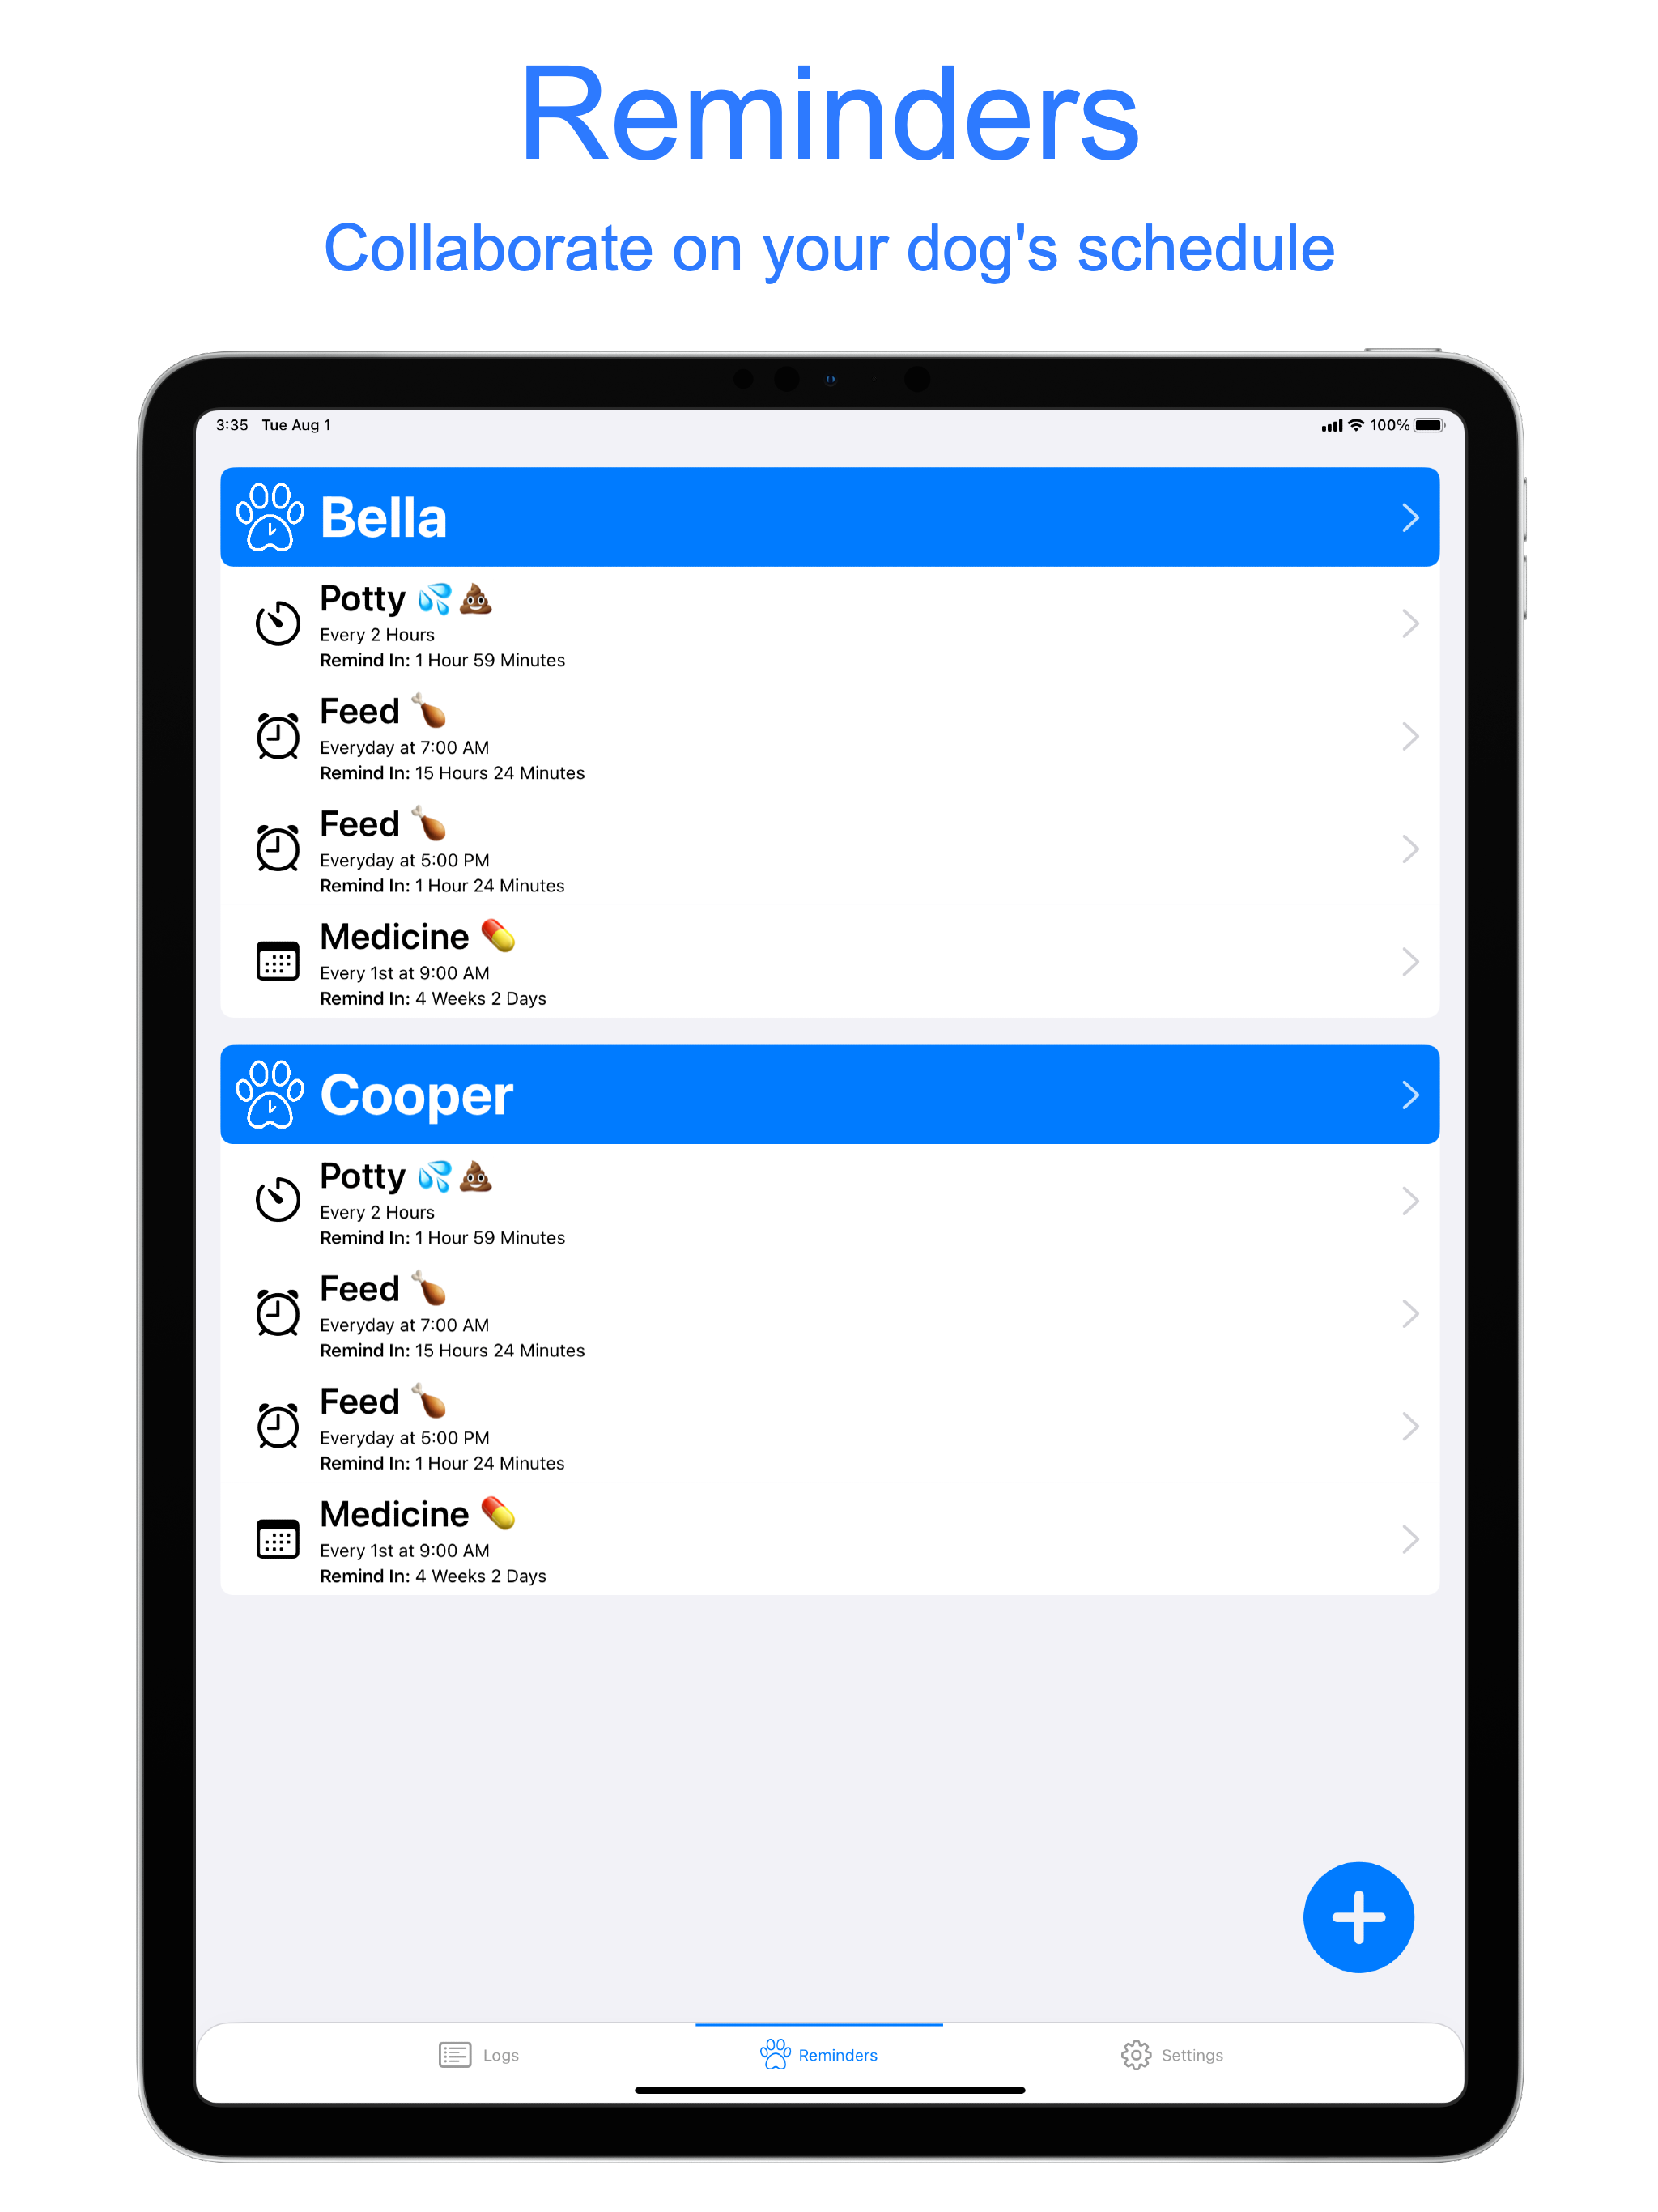 Reminders
Collaborate on your dog's schedule
3:35 Tue Aug 1 100%
Bella
Potty 💦💩
Every 2 Hours
Remind In: 1 Hour 59 Minutes
Feed 🍗
Everyday at 7:00 AM
Remind In: 15 Hours 24 Minutes
Feed 🍗
Everyday at 5:00 PM
Remind In: 1 Hour 24 Minutes
Medicine 💊
Every 1st at 9:00 AM
Remind In: 4 Weeks 2 Days
Cooper
Potty 💦💩
Every 2 Hours
Remind In: 1 Hour 59 Minutes
Feed 🍗
Everyday at 7:00 AM
Remind In: 15 Hours 24 Minutes
Feed 🍗
Everyday at 5:00 PM
Remind In: 1 Hour 24 Minutes
Medicine 💊
Every 1st at 9:00 AM
Remind In: 4 Weeks 2 Days
Logs Reminders Settings